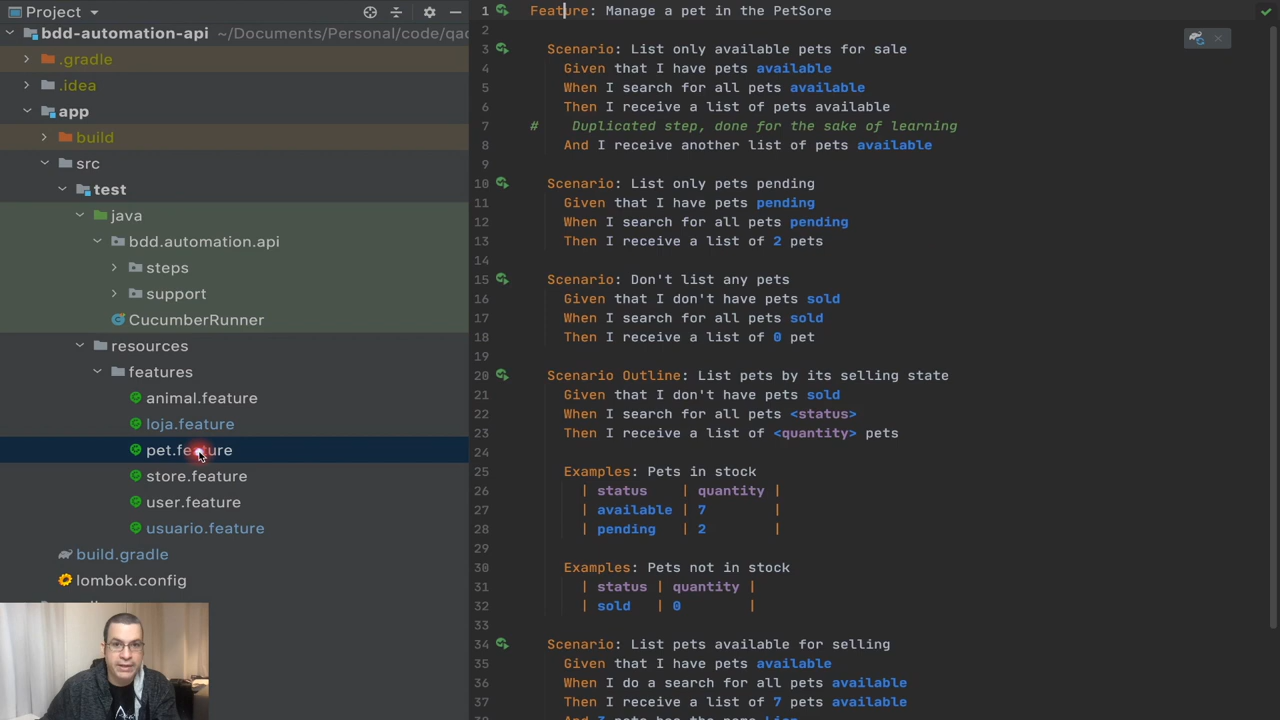 Project
bdd-automation-api ~/Documents/Personal/code/qac
.gradle
.idea
app
build
src
test
java
bdd.automation.api
steps
support
CucumberRunner
resources
features
animal.feature
loja.feature
pet.feature
store.feature
user.feature
usuario.feature
build.gradle
lombok.config
1 Feature: Manage a pet in the PetSore
2
3 Scenario: List only available pets for sale
4 Given that I have pets available
5 When I search for all pets available
6 Then I receive a list of pets available
7 # Duplicated step, done for the sake of learning
8 And I receive another list of pets available
9
10 Scenario: List only pets pending
11 Given that I have pets pending
12 When I search for all pets pending
13 Then I receive a list of 2 pets
14
15 Scenario: Don't list any pets
16 Given that I don't have pets sold
17 When I search for all pets sold
18 Then I receive a list of 0 pet
19
20 Scenario Outline: List pets by its selling state
21 Given that I don't have pets sold
22 When I search for all pets <status>
23 Then I receive a list of <quantity> pets
24
25 Examples: Pets in stock
26 | status | quantity |
27 | available | 7 |
28 | pending | 2 |
29
30 Examples: Pets not in stock
31 | status | quantity |
32 | sold | 0 |
33
34 Scenario: List pets available for selling
35 Given that I have pets available
36 When I do a search for all pets available
37 Then I receive a list of 7 pets available
38 And 3 pets has the name Lion